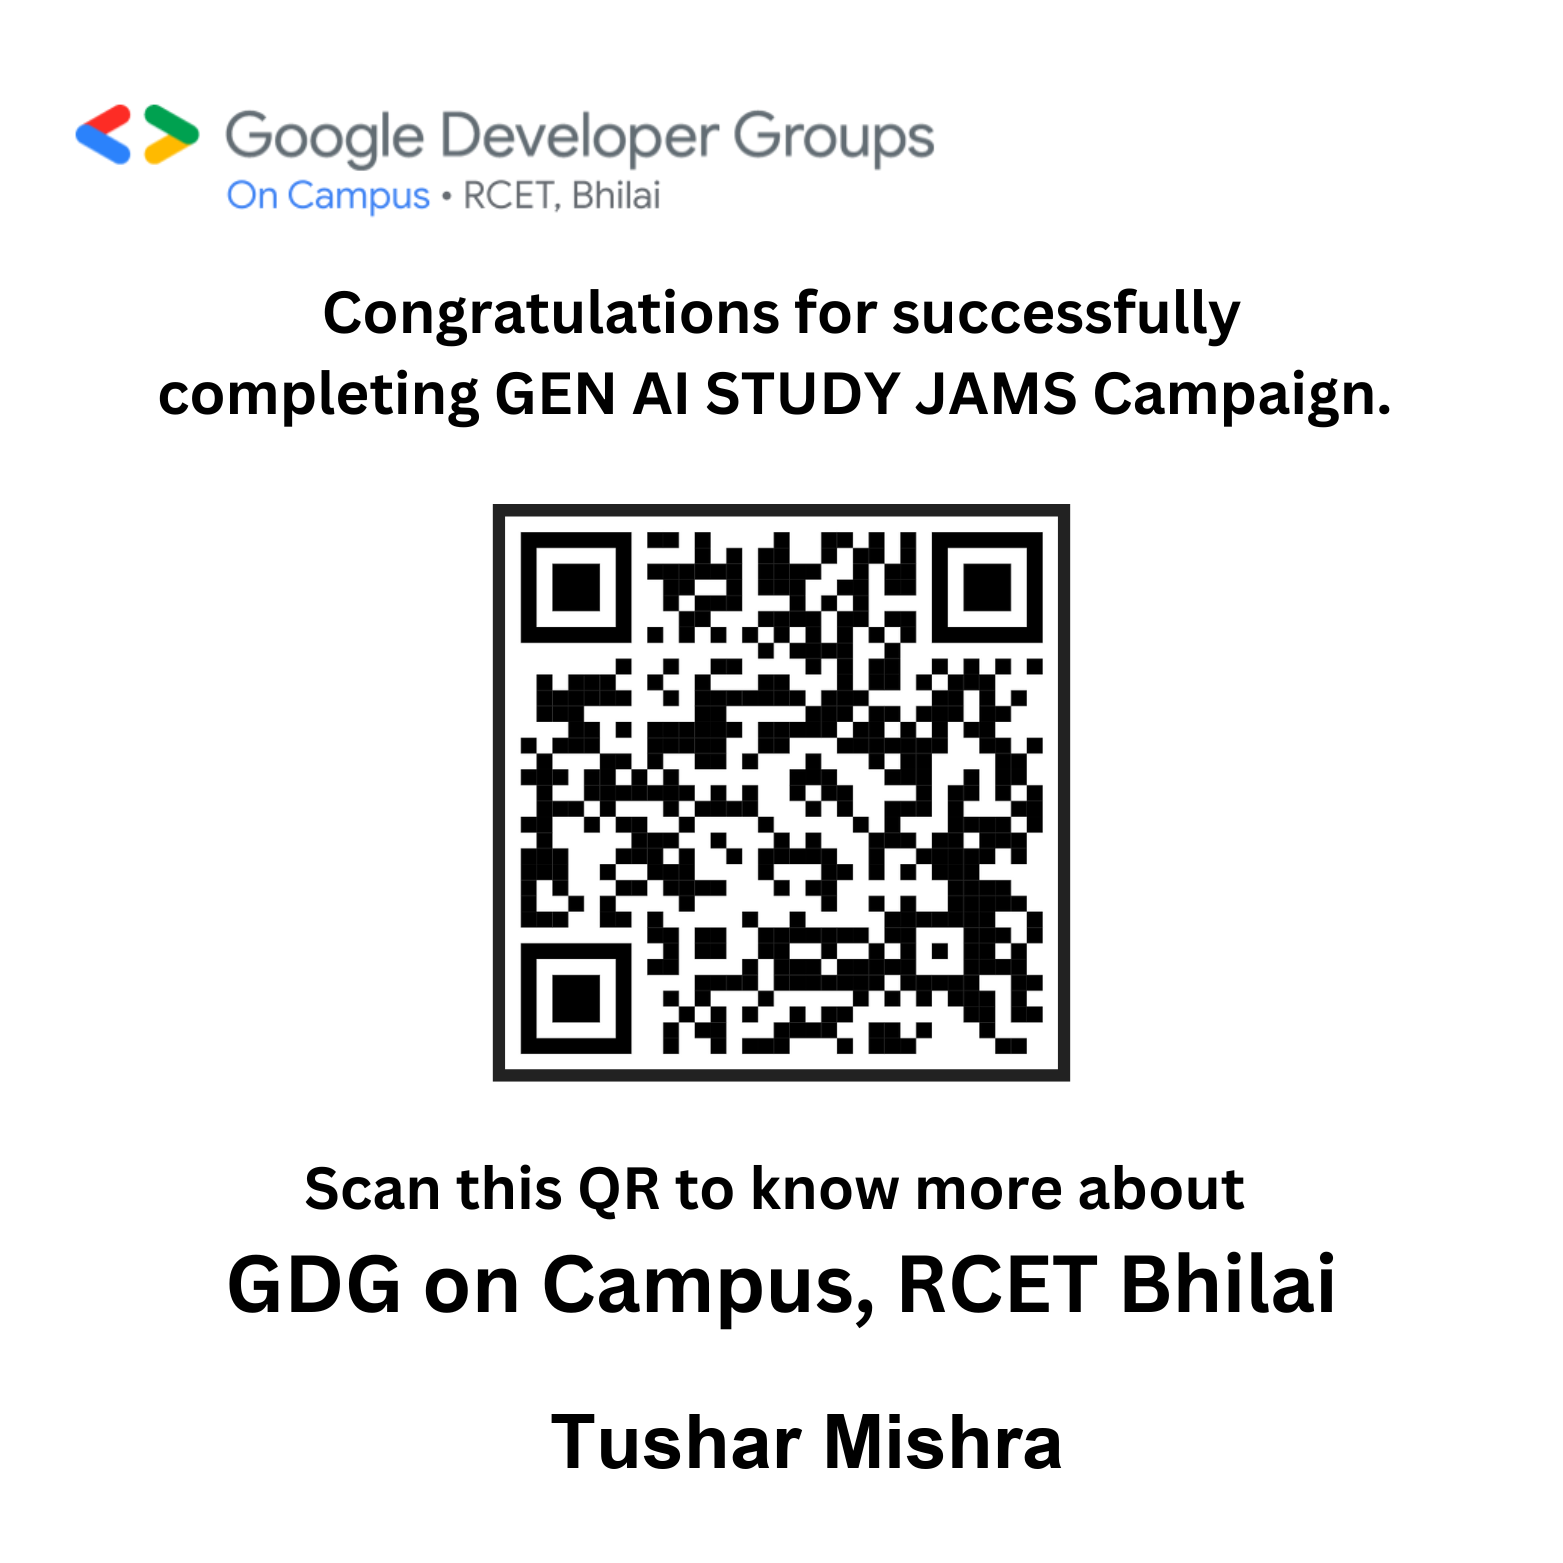 Google Developer Groups
On Campus • RCET, Bhilai
Congratulations for successfully
completing GEN AI STUDY JAMS Campaign.
Scan this QR to know more about
GDG on Campus, RCET Bhilai
Tushar Mishra